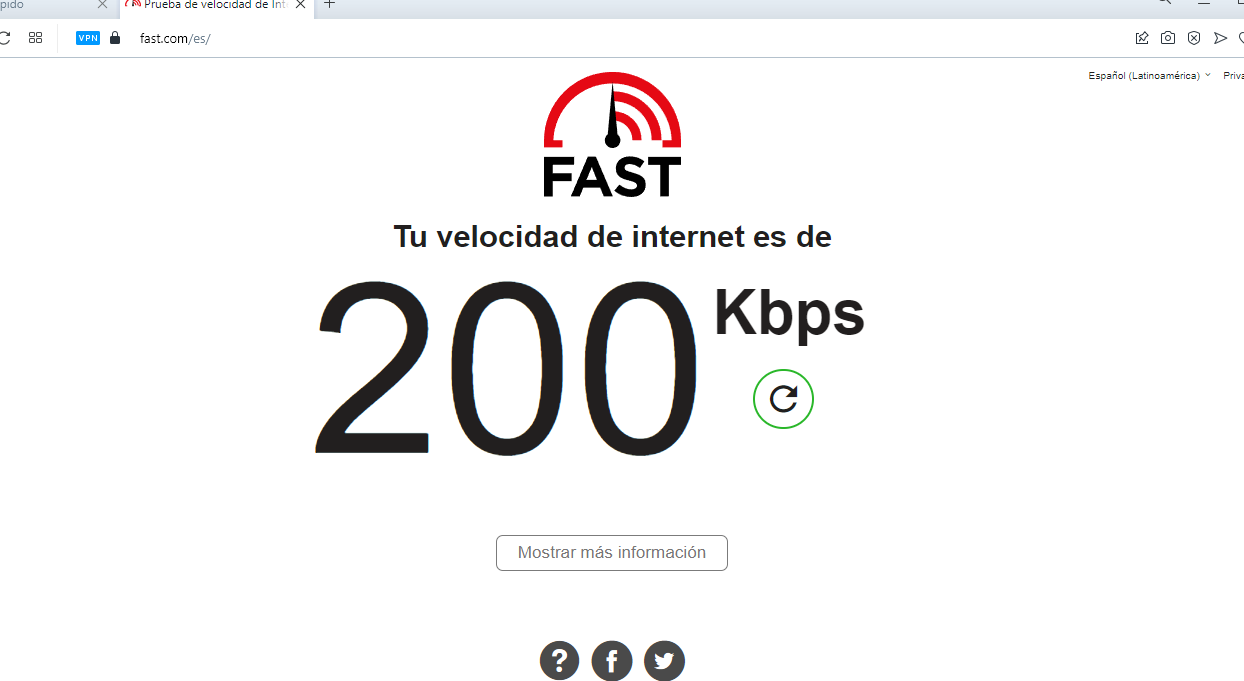 pido
Prueba de velocidad de Int
VPN
fast.com/es/
Español (Latinoamérica)
Priva
FAST
Tu velocidad de internet es de
200 Kbps
Mostrar más información